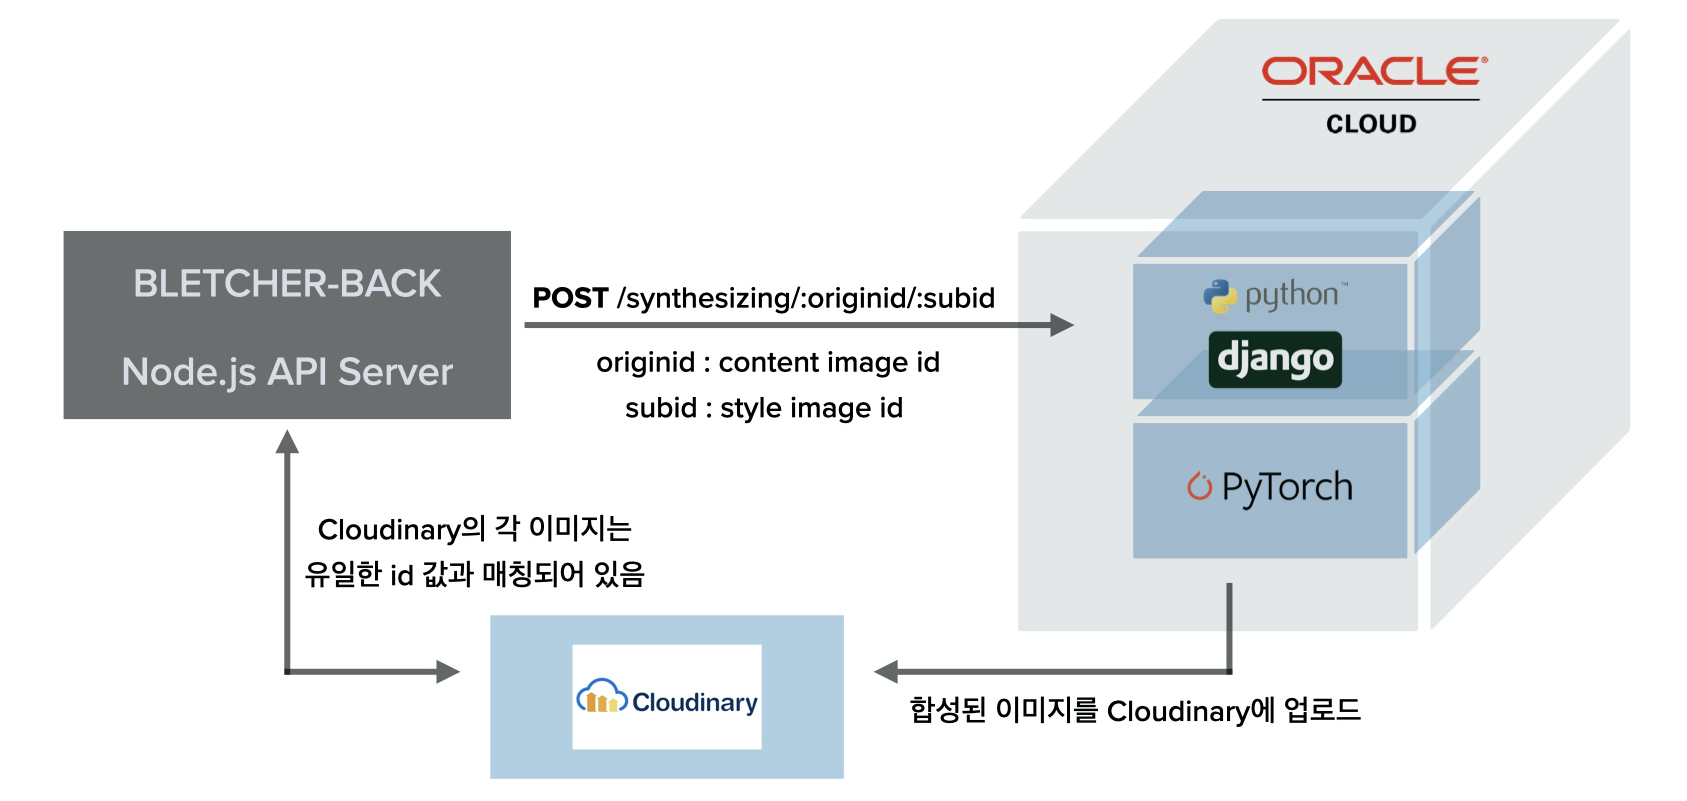 ORACLE®
CLOUD
BLETCHER-BACK
Node.js API Server
POST /synthesizing/:originid/:subid
originid : content image id
subid : style image id
python™
django
PyTorch
Cloudinary의 각 이미지는
유일한 id 값과 매칭되어 있음
Cloudinary
합성된 이미지를 Cloudinary에 업로드